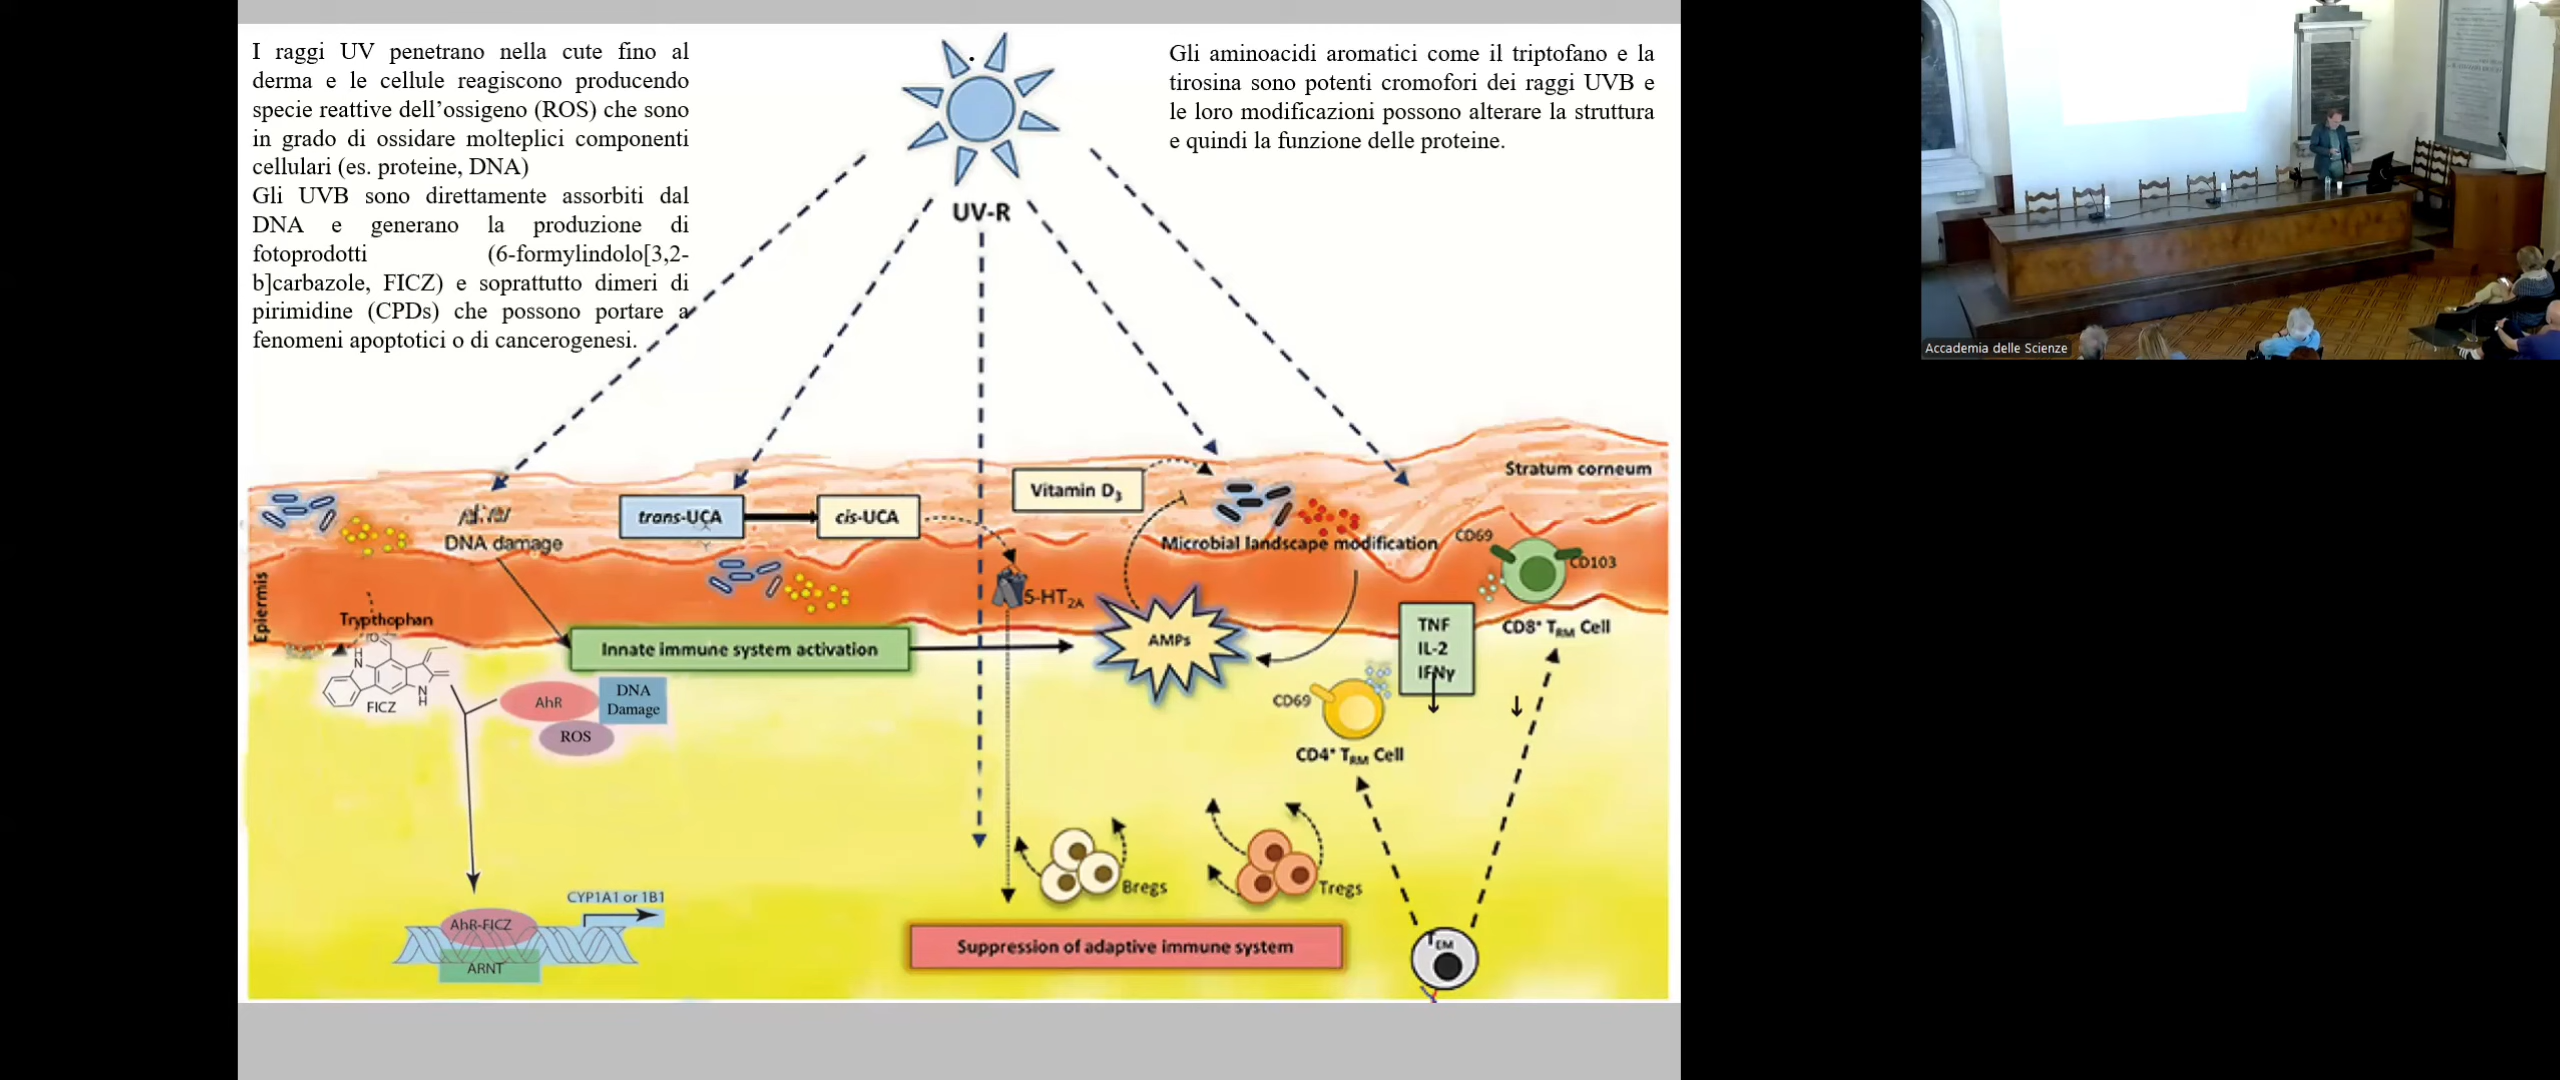 I raggi UV penetrano nella cute fino al
derma e le cellule reagiscono producendo
specie reattive dell’ossigeno (ROS) che sono
in grado di ossidare molteplici componenti
cellulari (es. proteine, DNA)
Gli UVB sono direttamente assorbiti dal
DNA e generano la produzione di
fotoprodotti (6-formylindolo[3,2-
b]carbazole, FICZ) e soprattutto dimeri di
pirimidine (CPDs) che possono portare a
fenomeni apoptotici o di cancerogenesi.
Gli aminoacidi aromatici come il triptofano e la
tirosina sono potenti cromofori dei raggi UVB e
le loro modificazioni possono alterare la struttura
e quindi la funzione delle proteine.
UV-R
Stratum corneum
Vitamin D3
trans-UCA
cis-UCA
DNA damage
Microbial landscape modification
CD69
CD103
Epiermis
5-HT2A
Trypthophan
Innate immune system activation
AMPs
TNF
IL-2
IFNγ
CD8+ TRM Cell
H
N
O
N
H
FICZ
AhR
DNA
Damage
ROS
CD69
CD4+ TRM Cell
Bregs
Tregs
CYP1A1 or 1B1
AhR-FICZ
ARNT
Suppression of adaptive immune system
TEM
Accademia delle Scienze